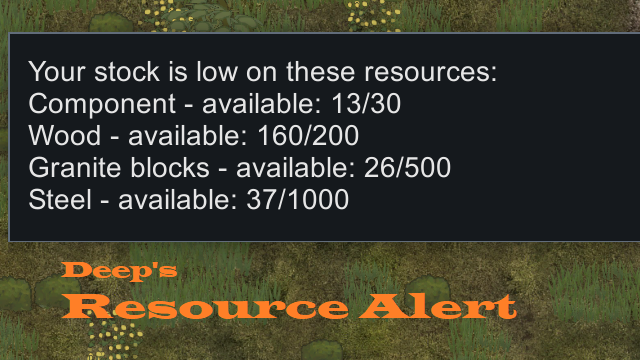 Your stock is low on these resources:
Component - available: 13/30
Wood - available: 160/200
Granite blocks - available: 26/500
Steel - available: 37/1000
Deep's
Resource Alert